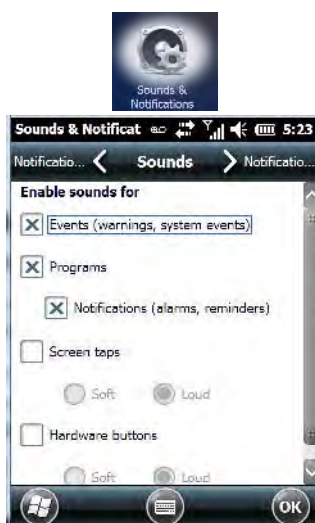 Sounds &
Notifications
Sounds & Notificat 5:23
Notificatio... Sounds Notificatio...
Enable sounds for
Events (warnings, system events)
Programs
Notifications (alarms, reminders)
Screen taps
Soft Loud
Hardware buttons
Soft Loud
OK